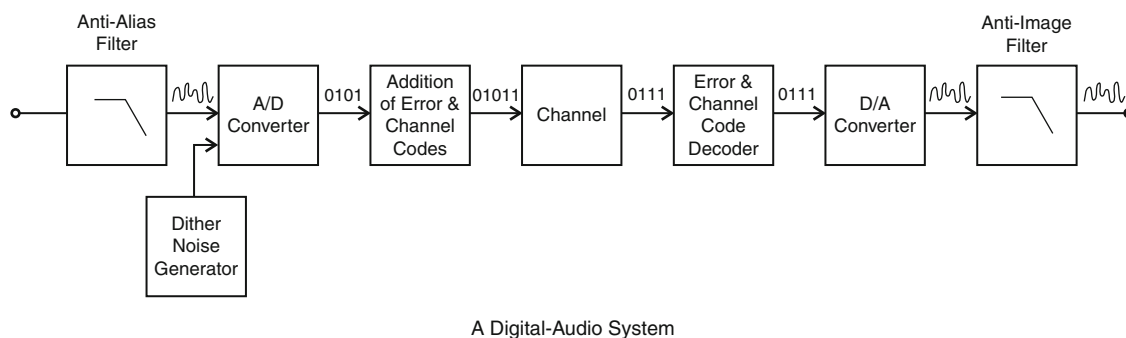 Anti-Alias
Filter
Anti-Image
Filter
A/D
Converter
0101
Addition
of Error &
Channel
Codes
01011
Channel
0111
Error &
Channel
Code
Decoder
0111
D/A
Converter
Dither
Noise
Generator
A Digital-Audio System